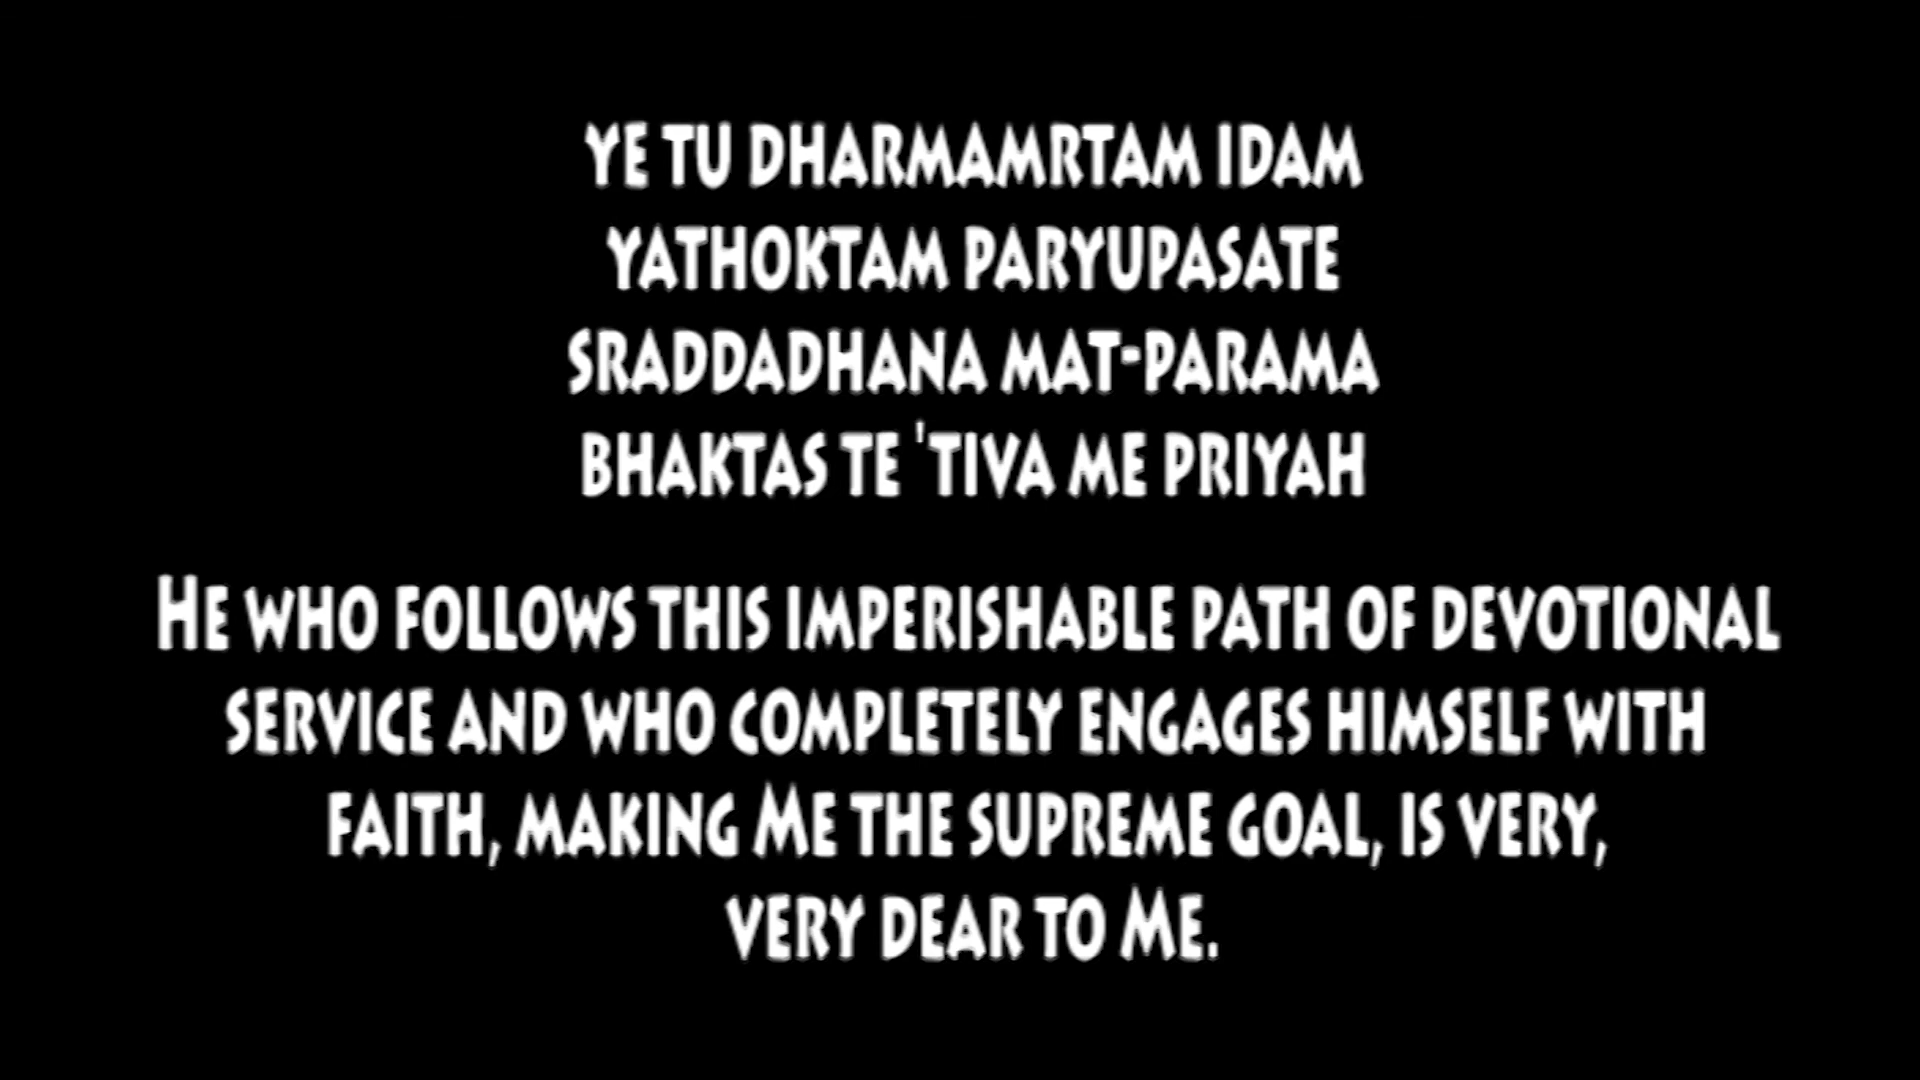 YE TU DHARMAMRTAM IDAM
YATHOKTAM PARYUPASATE
SRADDADHANA MAT-PARAMA
BHAKTAS TE 'TIVA ME PRIYAH
HE WHO FOLLOWS THIS IMPERISHABLE PATH OF DEVOTIONAL
SERVICE AND WHO COMPLETELY ENGAGES HIMSELF WITH
FAITH, MAKING ME THE SUPREME GOAL, IS VERY,
VERY DEAR TO ME.